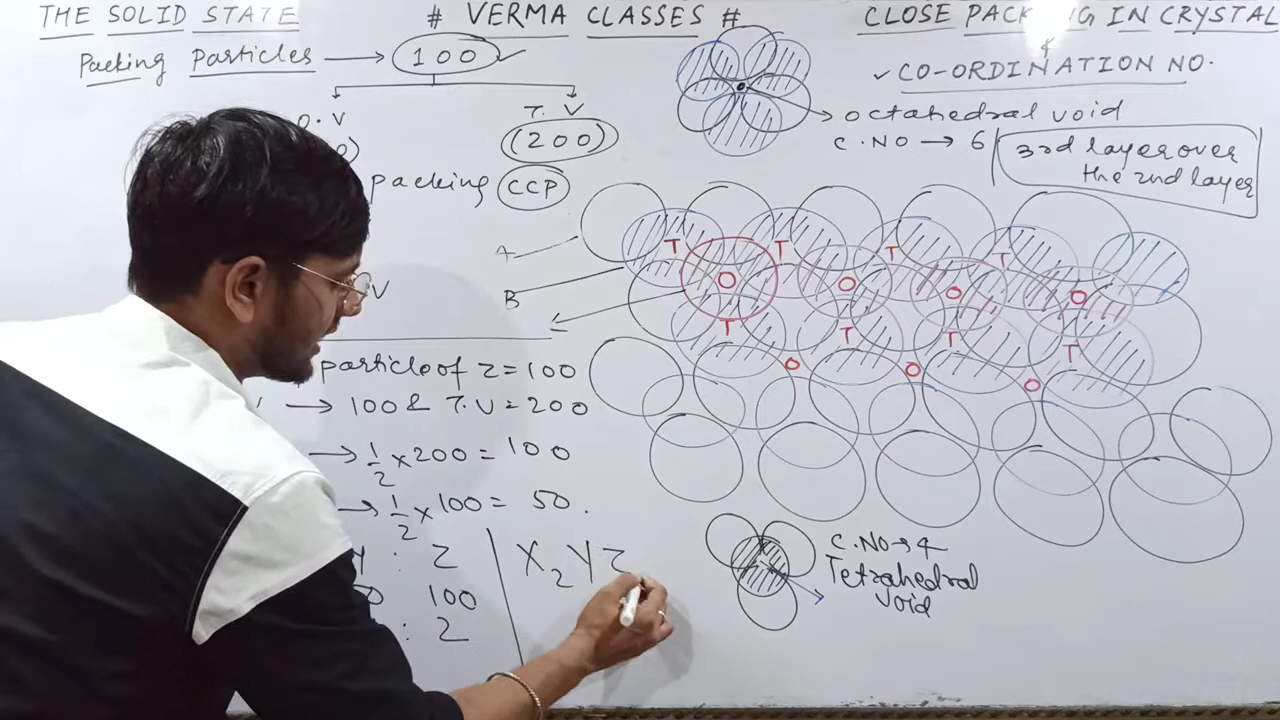 THE SOLID STATE
# VERMA CLASSES #
CLOSE PACKING IN CRYSTAL
&
✓ CO-ORDINATION NO.
Packing Particles → 100 ✓
O.V
T.V
(200)
packing CCP
V
octahedral void
C.NO → 6
3rd layer over
the 2nd layer
A
B
C
T T T T
O O O O
T T T T
O O O
particle of Z = 100
→ 100 & T.V = 200
→ 1/2 × 200 = 100
→ 1/2 × 100 = 50.
Y : Z
100
: 2
X2YZ
C.NO → 4
Tetrahedral
void